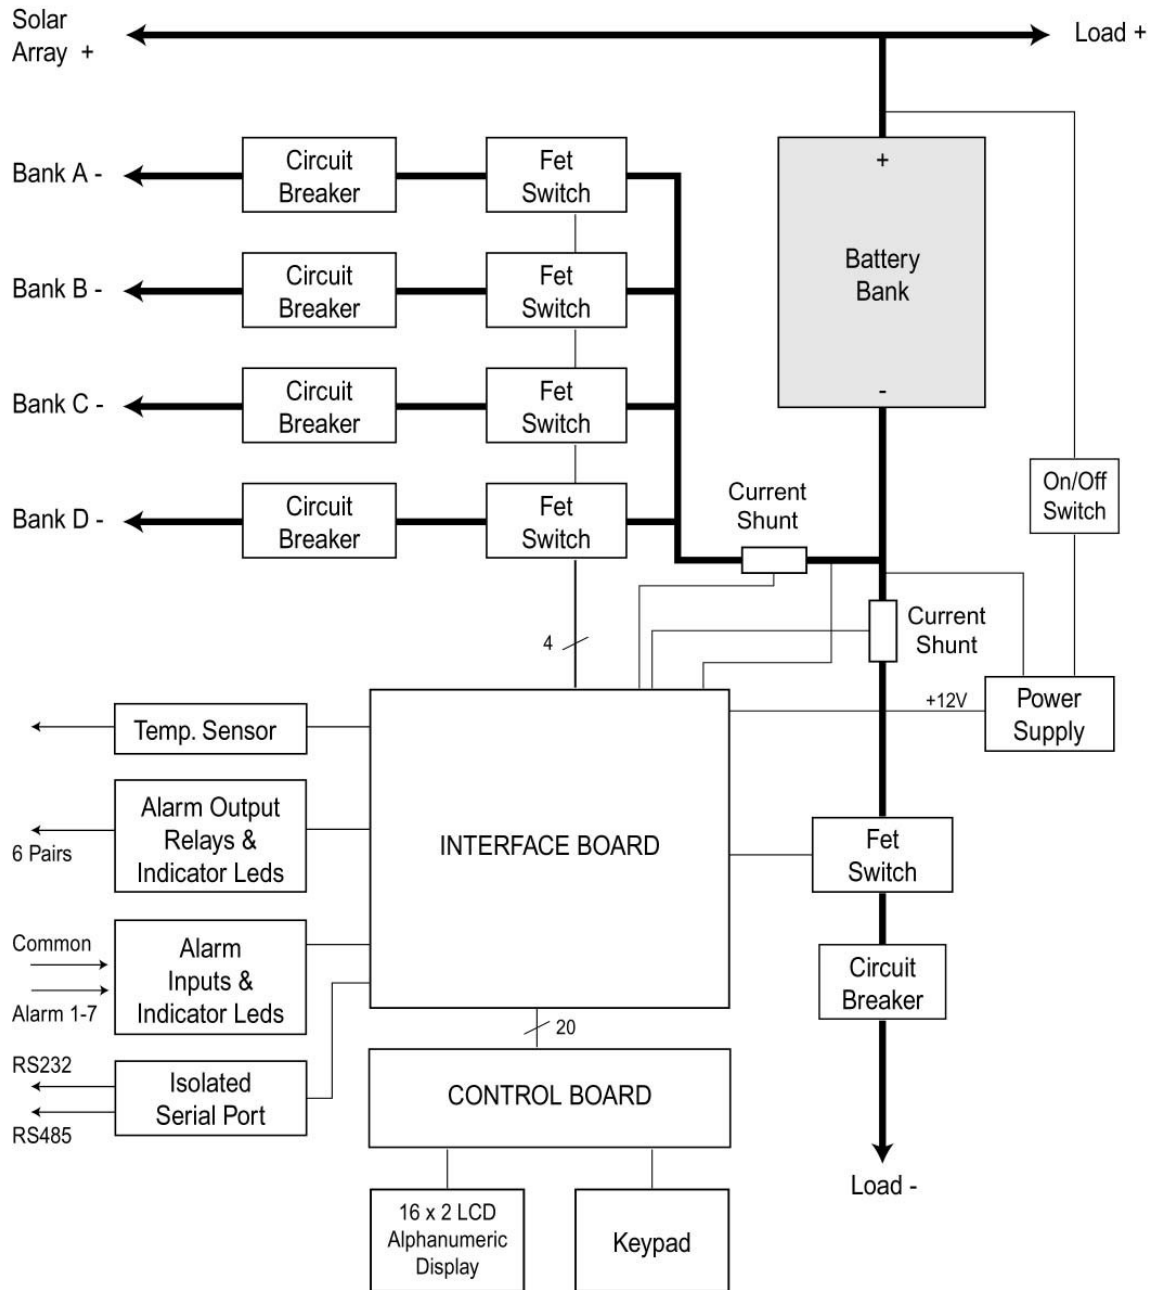 Solar
Array +
Load +
Bank A -
Circuit
Breaker
Fet
Switch
+
Battery
Bank
-
Bank B -
Circuit
Breaker
Fet
Switch
Bank C -
Circuit
Breaker
Fet
Switch
Bank D -
Circuit
Breaker
Fet
Switch
Current
Shunt
On/Off
Switch
Current
Shunt
4
+12V
Power
Supply
Temp. Sensor
Alarm Output
Relays &
Indicator Leds
6 Pairs
INTERFACE BOARD
Fet
Switch
Common
Alarm 1-7
Alarm
Inputs &
Indicator Leds
Circuit
Breaker
20
RS232
RS485
Isolated
Serial Port
CONTROL BOARD
Load -
16 x 2 LCD
Alphanumeric
Display
Keypad